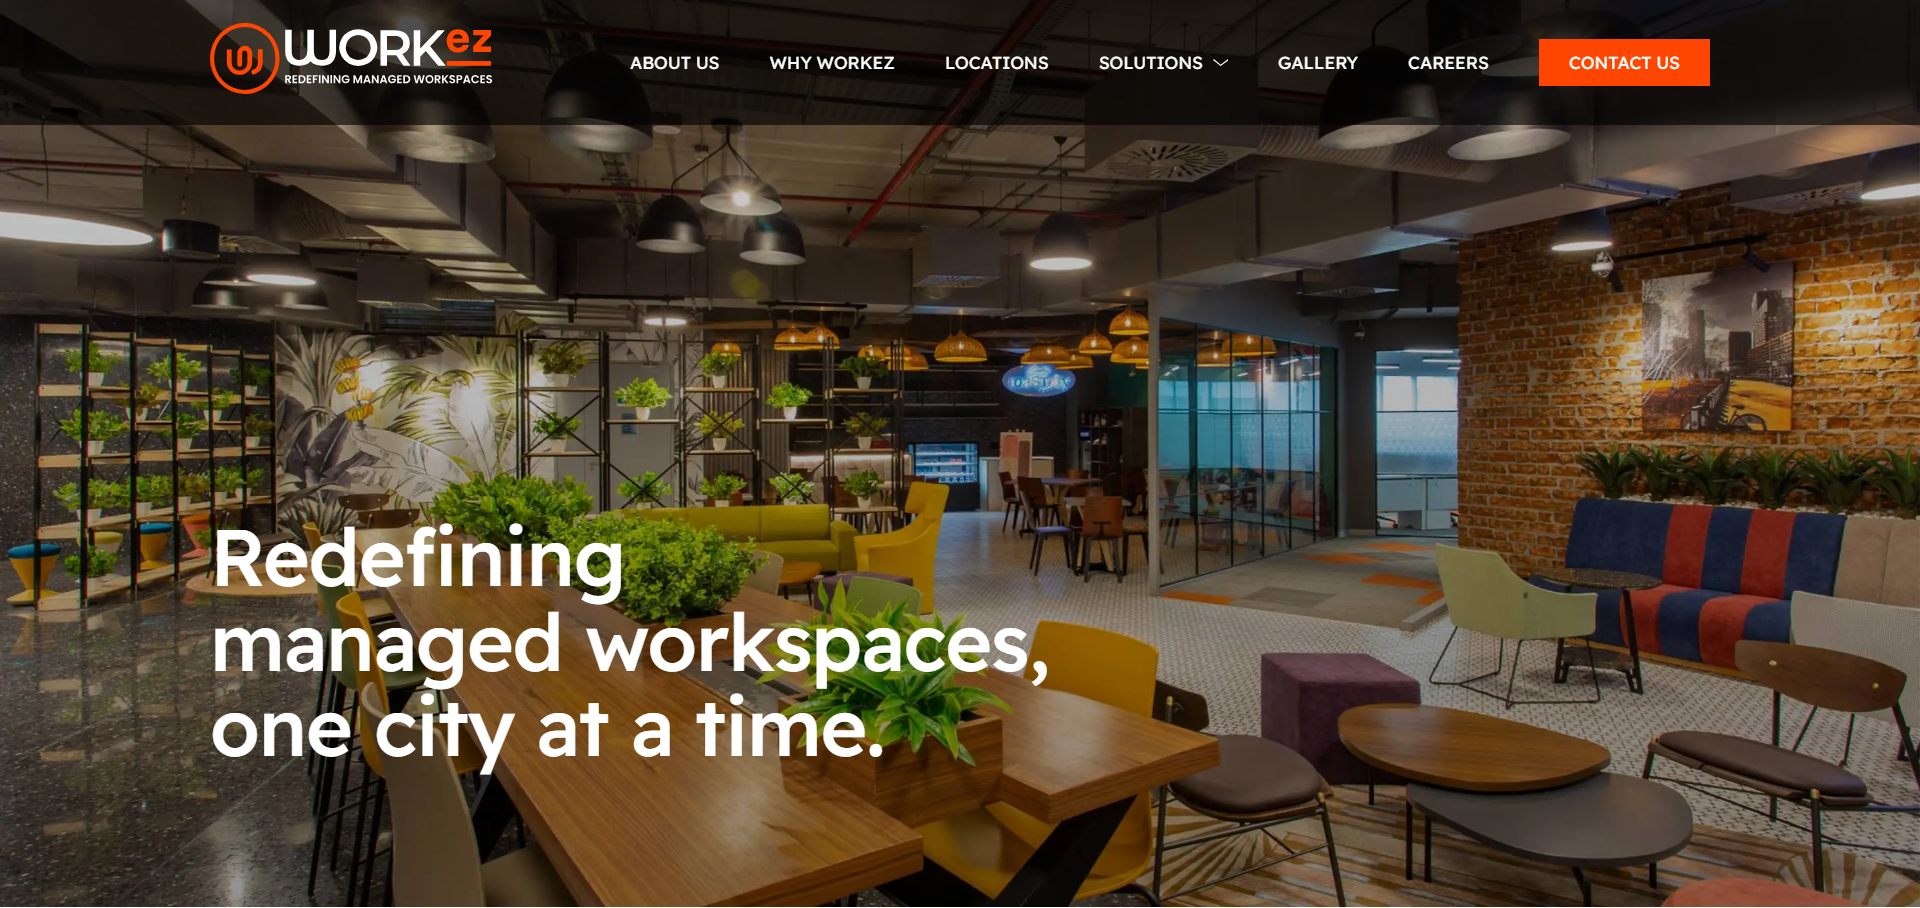 WORKez
REDEFINING MANAGED WORKSPACES
ABOUT US
WHY WORKEZ
LOCATIONS
SOLUTIONS
GALLERY
CAREERS
CONTACT US
Redefining
managed workspaces,
one city at a time.